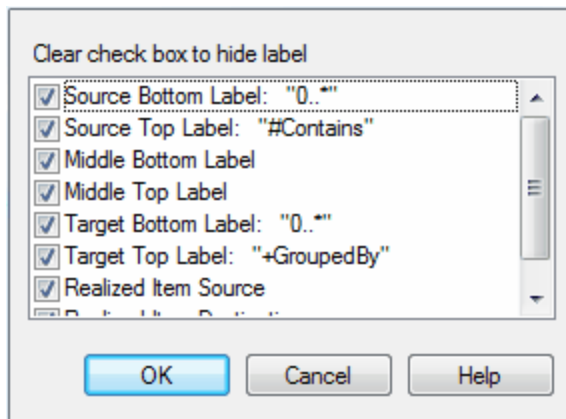 Clear check box to hide label
Source Bottom Label: "0..*"
Source Top Label: "#Contains"
Middle Bottom Label
Middle Top Label
Target Bottom Label: "0..*"
Target Top Label: "+GroupedBy"
Realized Item Source
OK Cancel Help